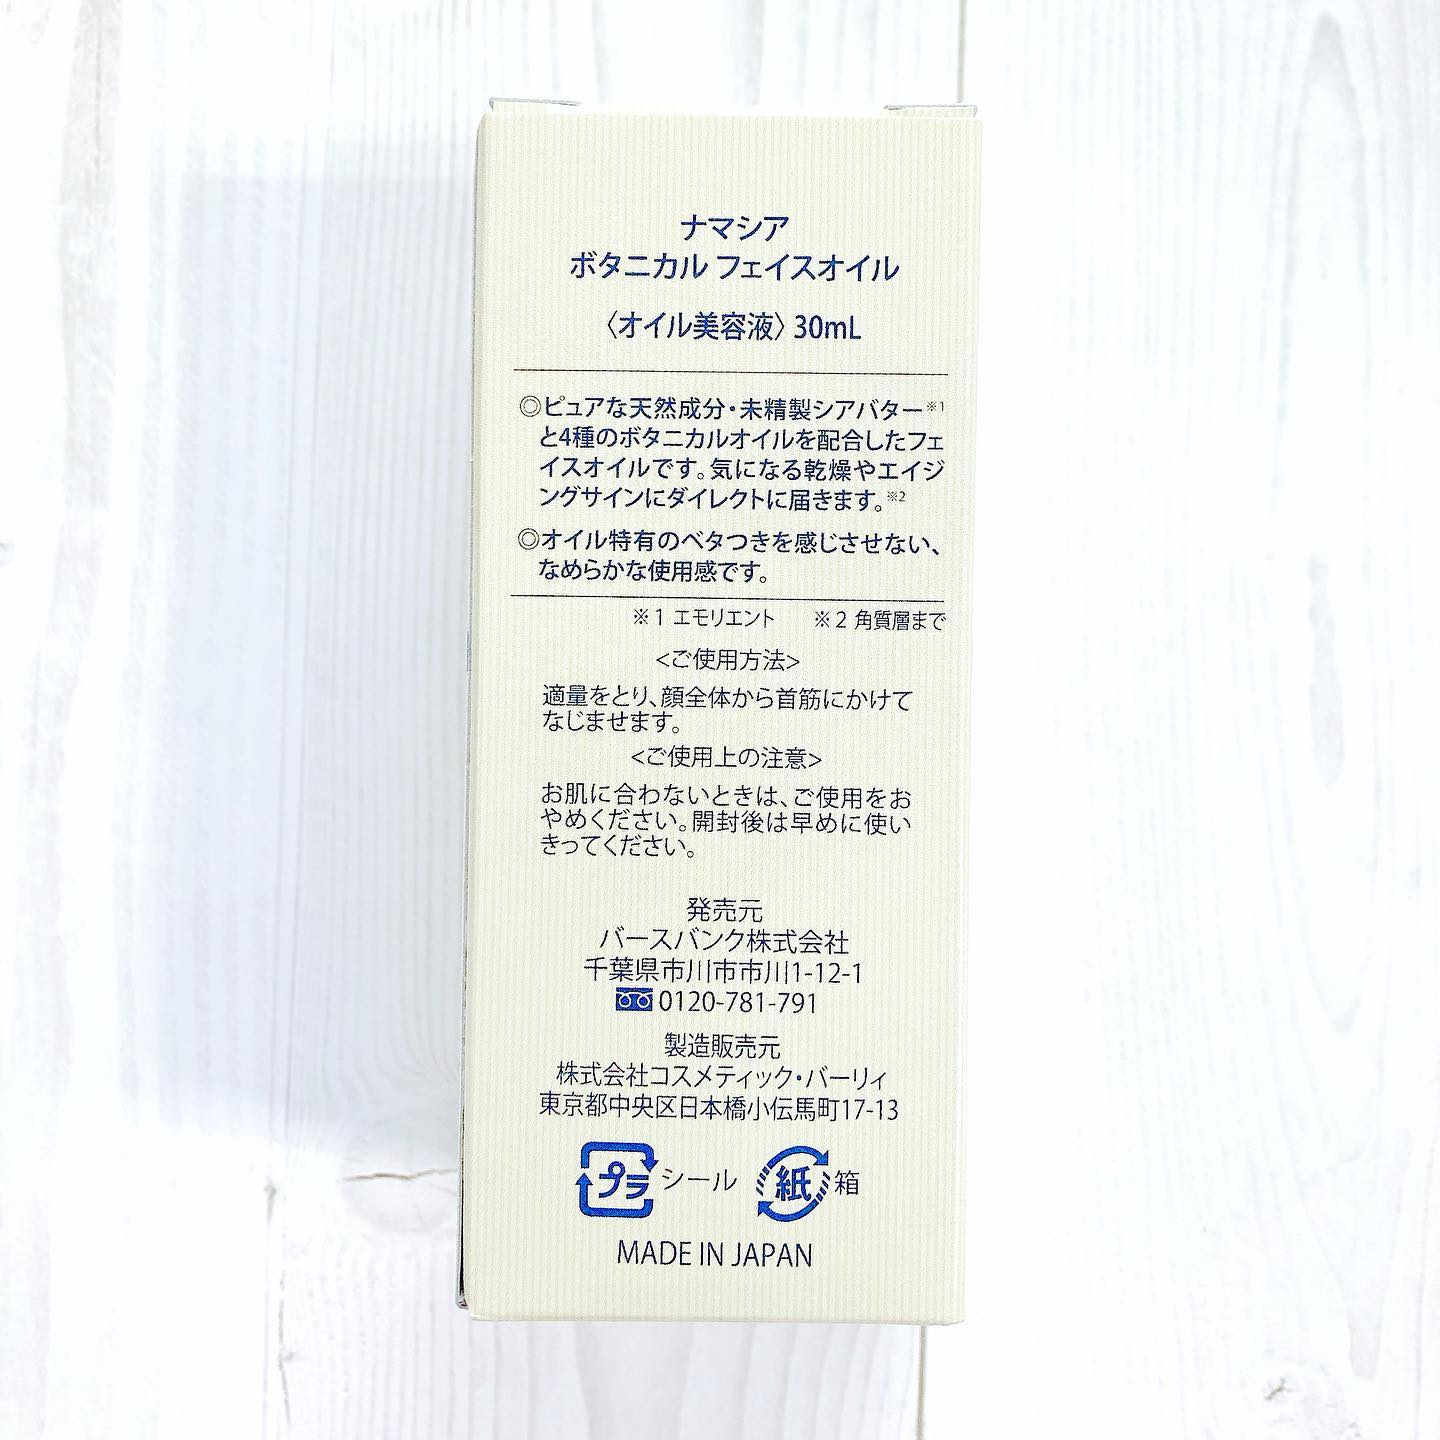 ナマシア
ボタニカル フェイスオイル
〈オイル美容液〉30mL
◎ピュアな天然成分・未精製シアバター※1
と4種のボタニカルオイルを配合したフェ
イスオイルです。気になる乾燥やエイジ
ングサインにダイレクトに届きます。※2
◎オイル特有のベタつきを感じさせない、
なめらかな使用感です。
※1 エモリエント ※2 角質層まで
<ご使用方法>
適量をとり、顔全体から首筋にかけて
なじませます。
<ご使用上の注意>
お肌に合わないときは、ご使用をお
やめください。開封後は早めに使い
きってください。
発売元
バースバンク株式会社
千葉県市川市市川1-12-1
0120-781-791
製造販売元
株式会社コスメティック・バーリィ
東京都中央区日本橋小伝馬町17-13
プラ シール 紙 箱
MADE IN JAPAN